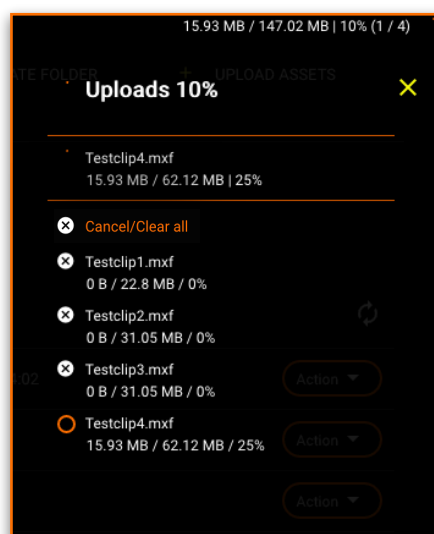 15.93 MB / 147.02 MB | 10% (1 / 4)
ATE FOLDER + UPLOAD ASSETS
Uploads 10%
Testclip4.mxf
15.93 MB / 62.12 MB | 25%
Cancel/Clear all
Testclip1.mxf
0 B / 22.8 MB / 0%
Testclip2.mxf
0 B / 31.05 MB / 0%
Testclip3.mxf
0 B / 31.05 MB / 0%
:02 Action
Testclip4.mxf
15.93 MB / 62.12 MB / 25%
Action
Action